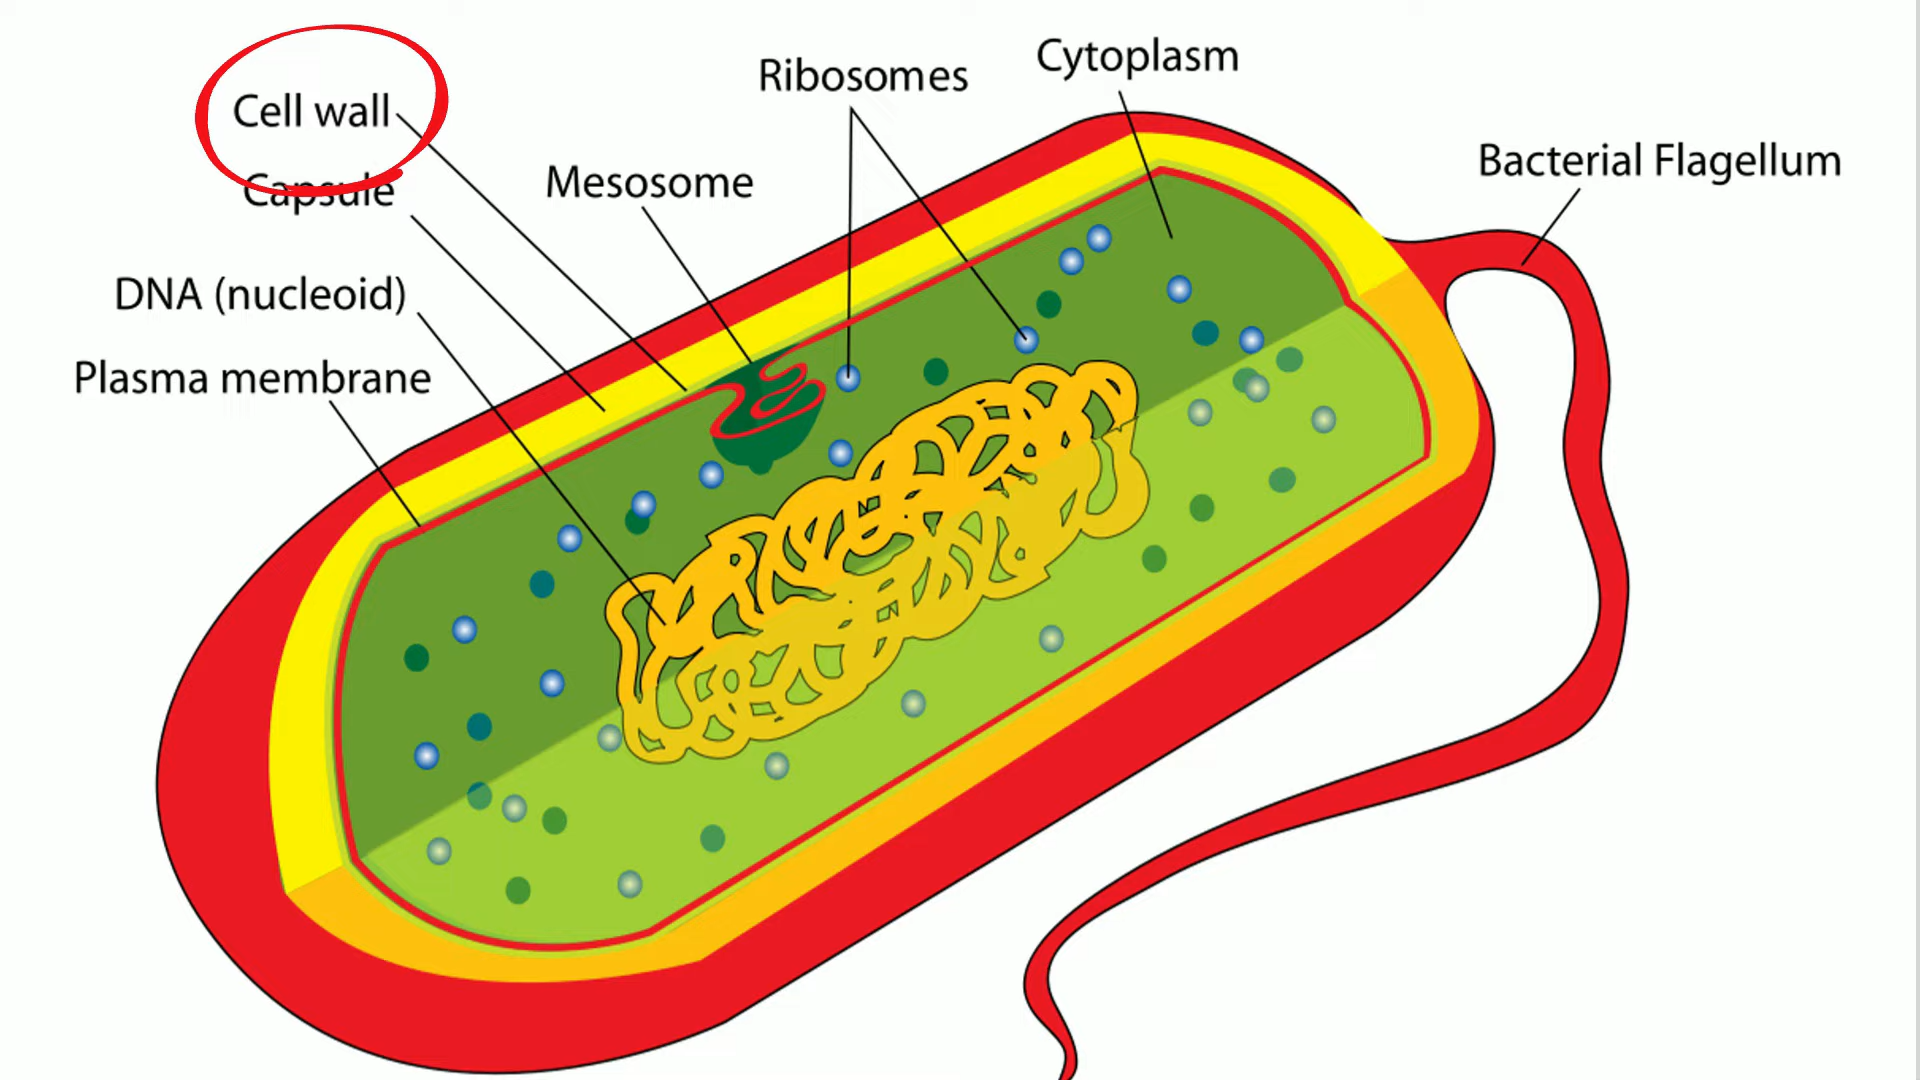 Cell wall
Capsule
DNA (nucleoid)
Plasma membrane
Mesosome
Ribosomes
Cytoplasm
Bacterial Flagellum